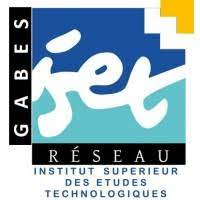 GABES
iset
RÉSEAU
INSTITUT SUPERIEUR
DES ETUDES
TECHNOLOGIQUES